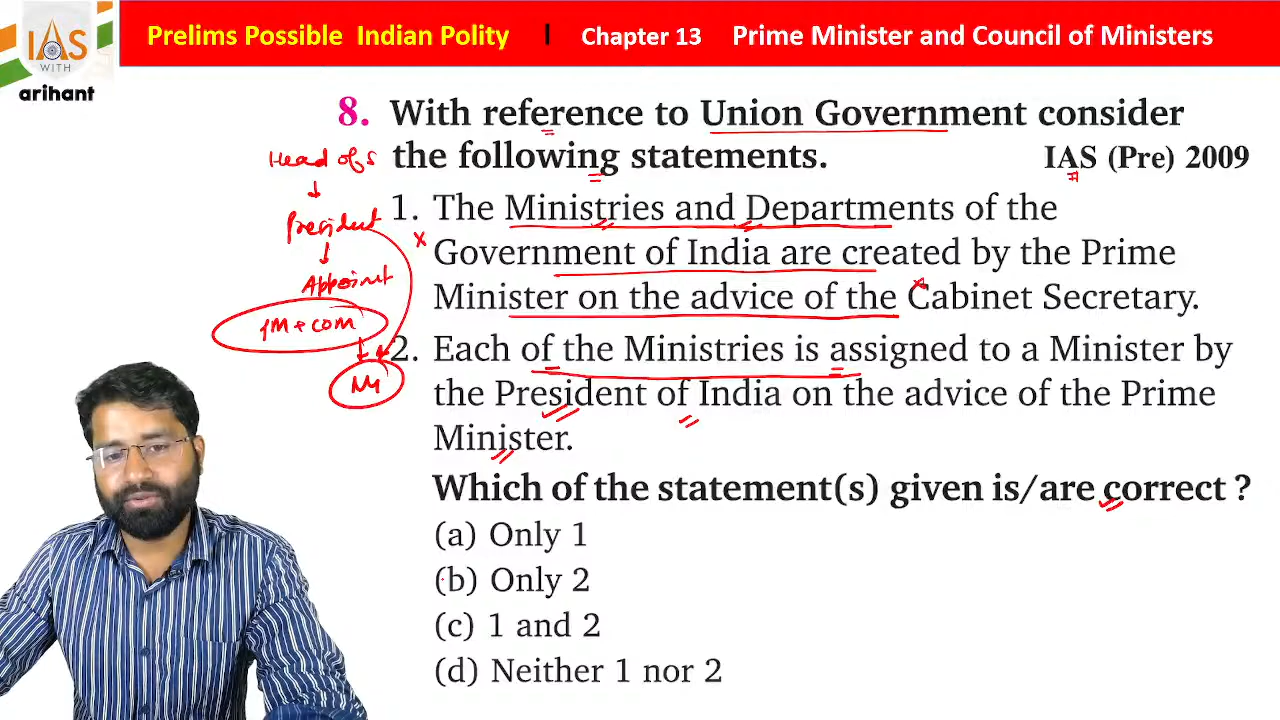 IAS
WITH
arihant
Prelims Possible Indian Polity | Chapter 13 Prime Minister and Council of Ministers
8. With reference to Union Government consider
the following statements. IAS (Pre) 2009
1. The Ministries and Departments of the
Government of India are created by the Prime
Minister on the advice of the Cabinet Secretary.
2. Each of the Ministries is assigned to a Minister by
the President of India on the advice of the Prime
Minister.
Which of the statement(s) given is/are correct ?
(a) Only 1
(b) Only 2
(c) 1 and 2
(d) Neither 1 nor 2
Head of s
President
Appoint
PM + COM